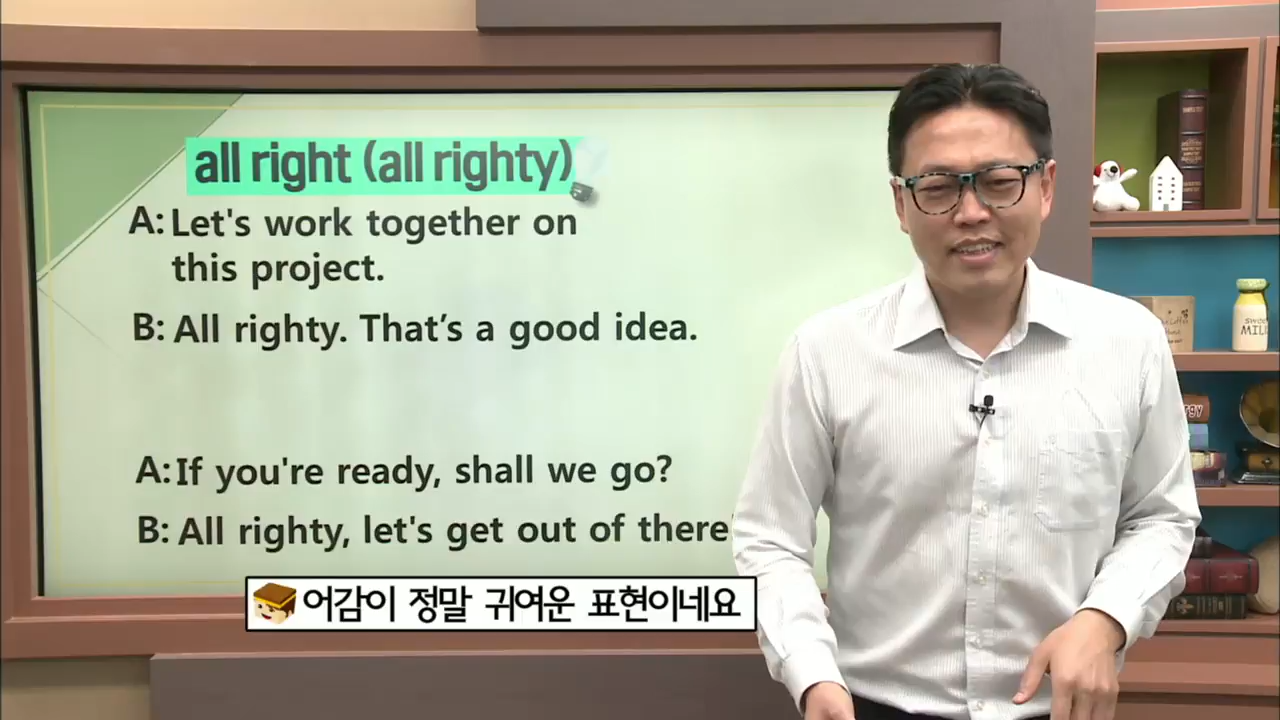 all right (all righty)
A: Let's work together on
this project.
B: All righty. That’s a good idea.
A: If you're ready, shall we go?
B: All righty, let's get out of there
어감이 정말 귀여운 표현이네요